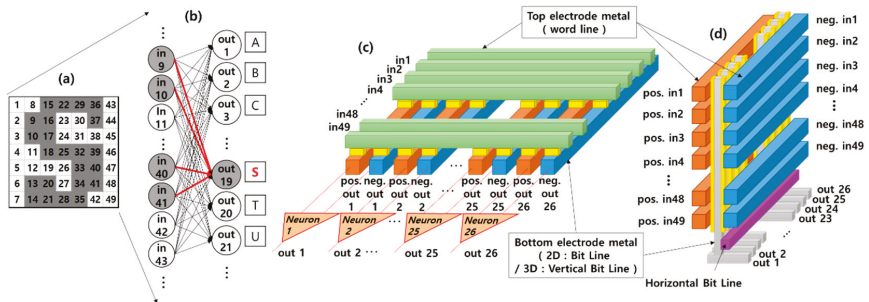 (a)
1 8 15 22 29 36 43
2 9 16 23 30 37 44
3 10 17 24 31 38 45
4 11 18 25 32 39 46
5 12 19 26 33 40 47
6 13 20 27 34 41 48
7 14 21 28 35 42 49
(b)
in 9
in 10
in 11
in 40
in 41
in 42
in 43
out 1
out 2
out 3
out 19
out 20
out 21
A
B
C
S
T
U
(c)
Top electrode metal
( word line )
in1
in2
in3
in4
in48
in49
pos. out 1
neg. out 1
pos. out 2
neg. out 2
pos. out 25
neg. out 25
pos. out 26
neg. out 26
Neuron 1
Neuron 2
Neuron 25
Neuron 26
out 1
out 2
out 25
out 26
Bottom electrode metal
( 2D : Bit Line
/ 3D : Vertical Bit Line )
(d)
neg. in1
neg. in2
neg. in3
neg. in4
neg. in48
neg. in49
pos. in1
pos. in2
pos. in3
pos. in4
pos. in48
pos. in49
out 26
out 25
out 24
out 23
out 2
out 1
Horizontal Bit Line